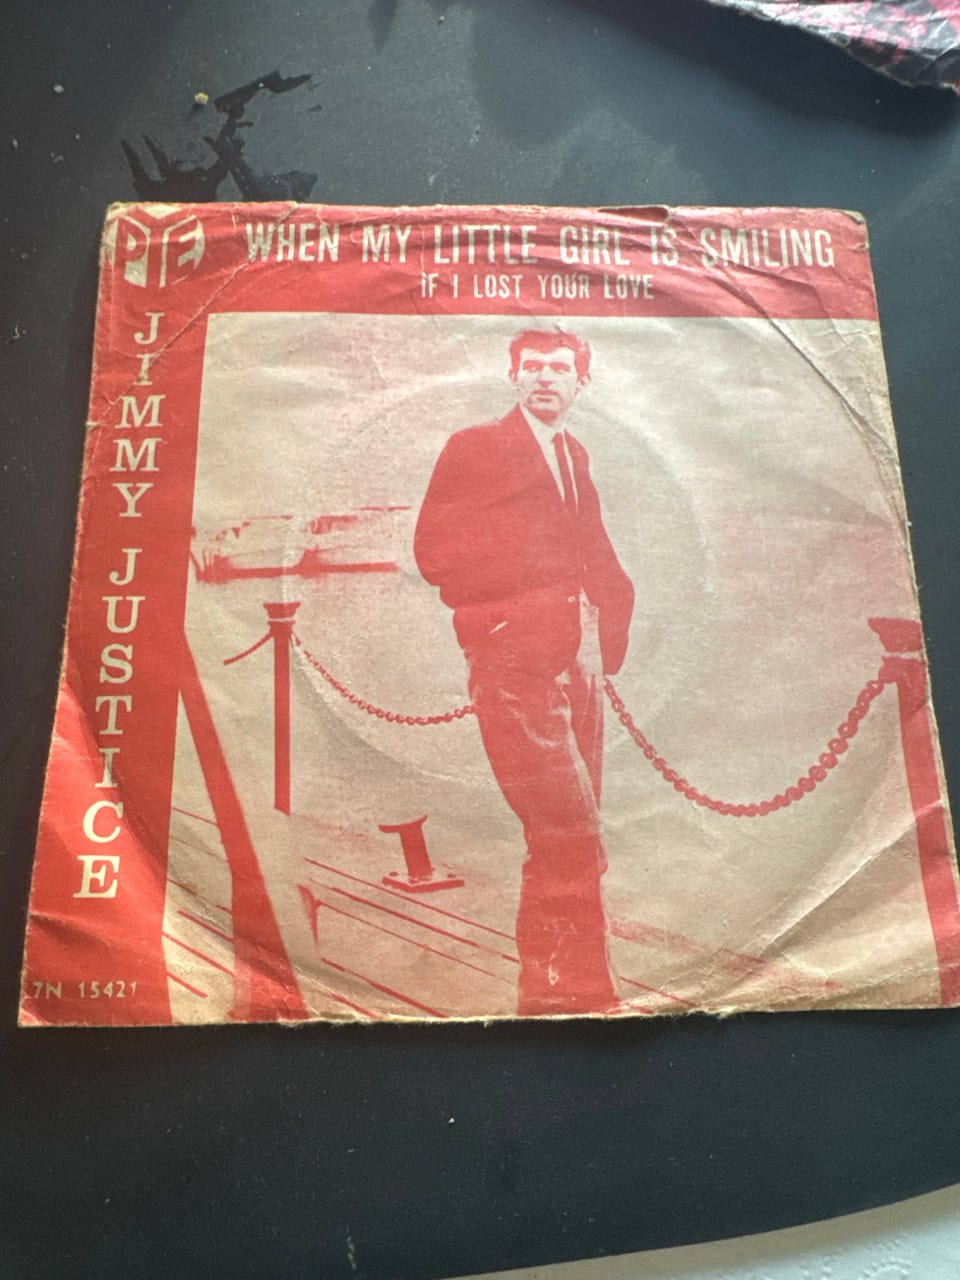 PYE
WHEN MY LITTLE GIRL IS SMILING
IF I LOST YOUR LOVE
JIMMY JUSTICE
7N 15421